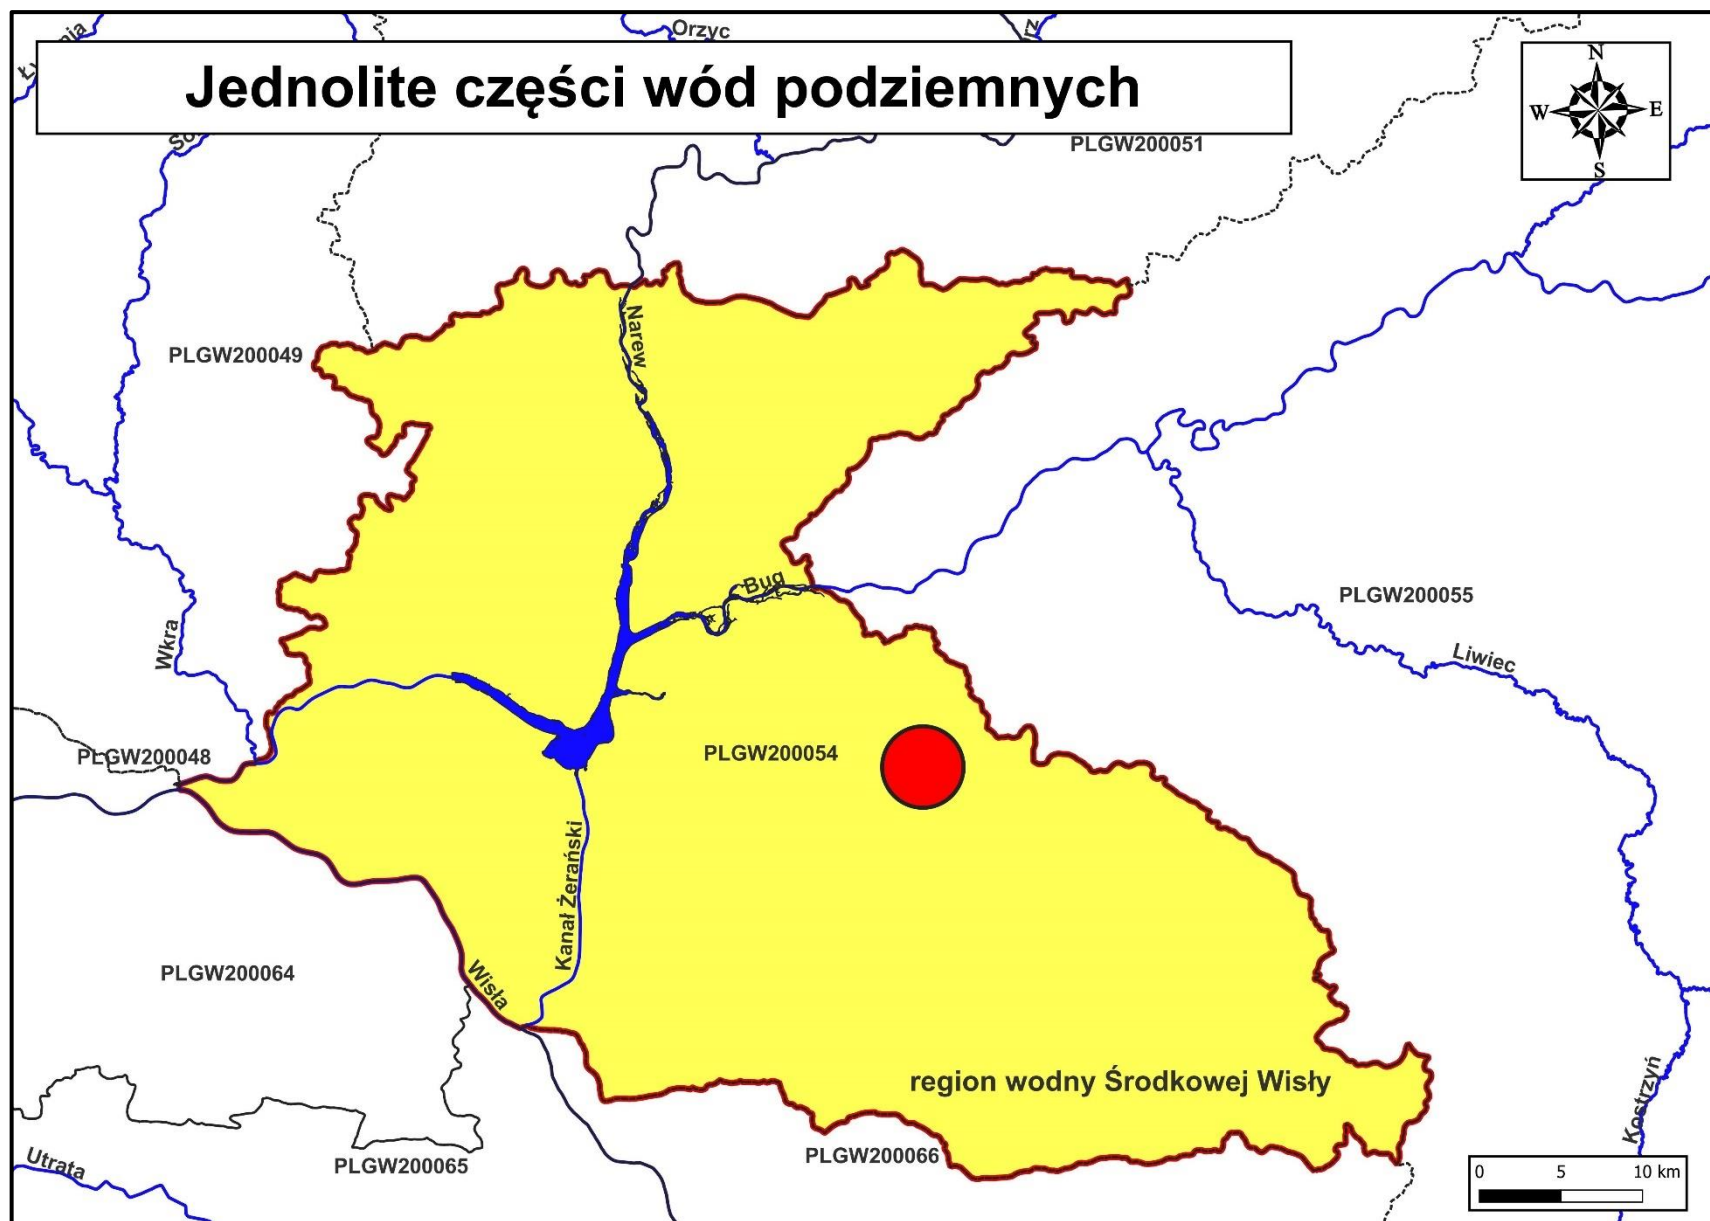 Orzyc
Jednolite części wód podziemnych
N
W
E
S
PLGW200051
Narew
PLGW200049
Bug
PLGW200055
Wkra
Liwiec
PLGW200048
PLGW200054
Kanał Żerański
PLGW200064
Wisła
region wodny Środkowej Wisły
Kostrzyń
PLGW200066
PLGW200065
Utrata
0 5 10 km